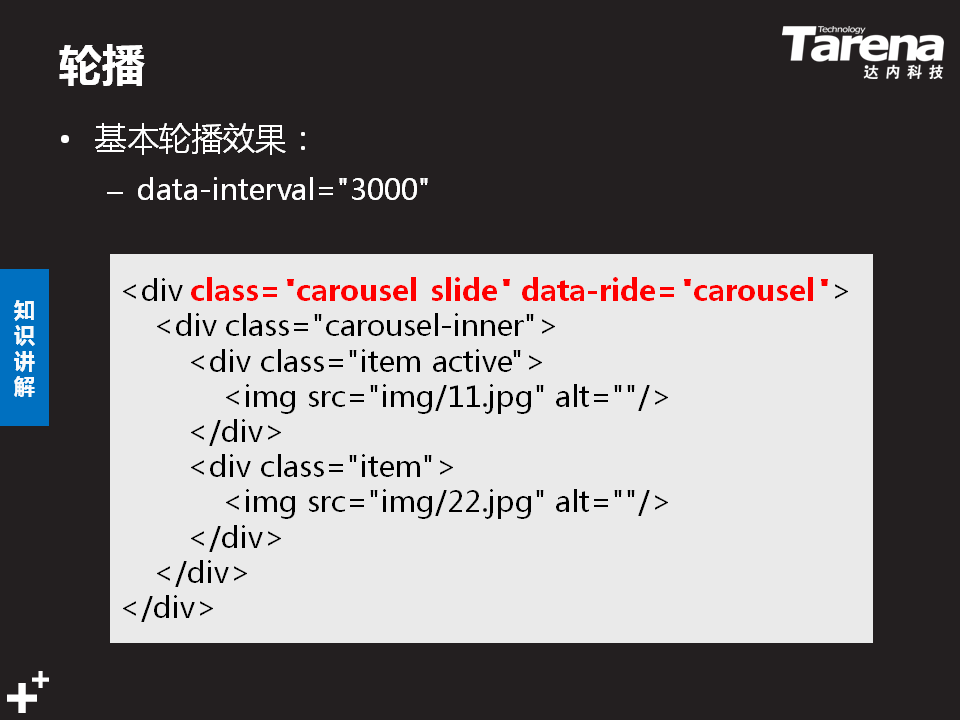 轮播
Technology
Tarena
达内科技
• 基本轮播效果：
– data-interval="3000"
知识讲解
<div class="carousel slide" data-ride="carousel">
<div class="carousel-inner">
<div class="item active">
<img src="img/11.jpg" alt=""/>
</div>
<div class="item">
<img src="img/22.jpg" alt=""/>
</div>
</div>
</div>